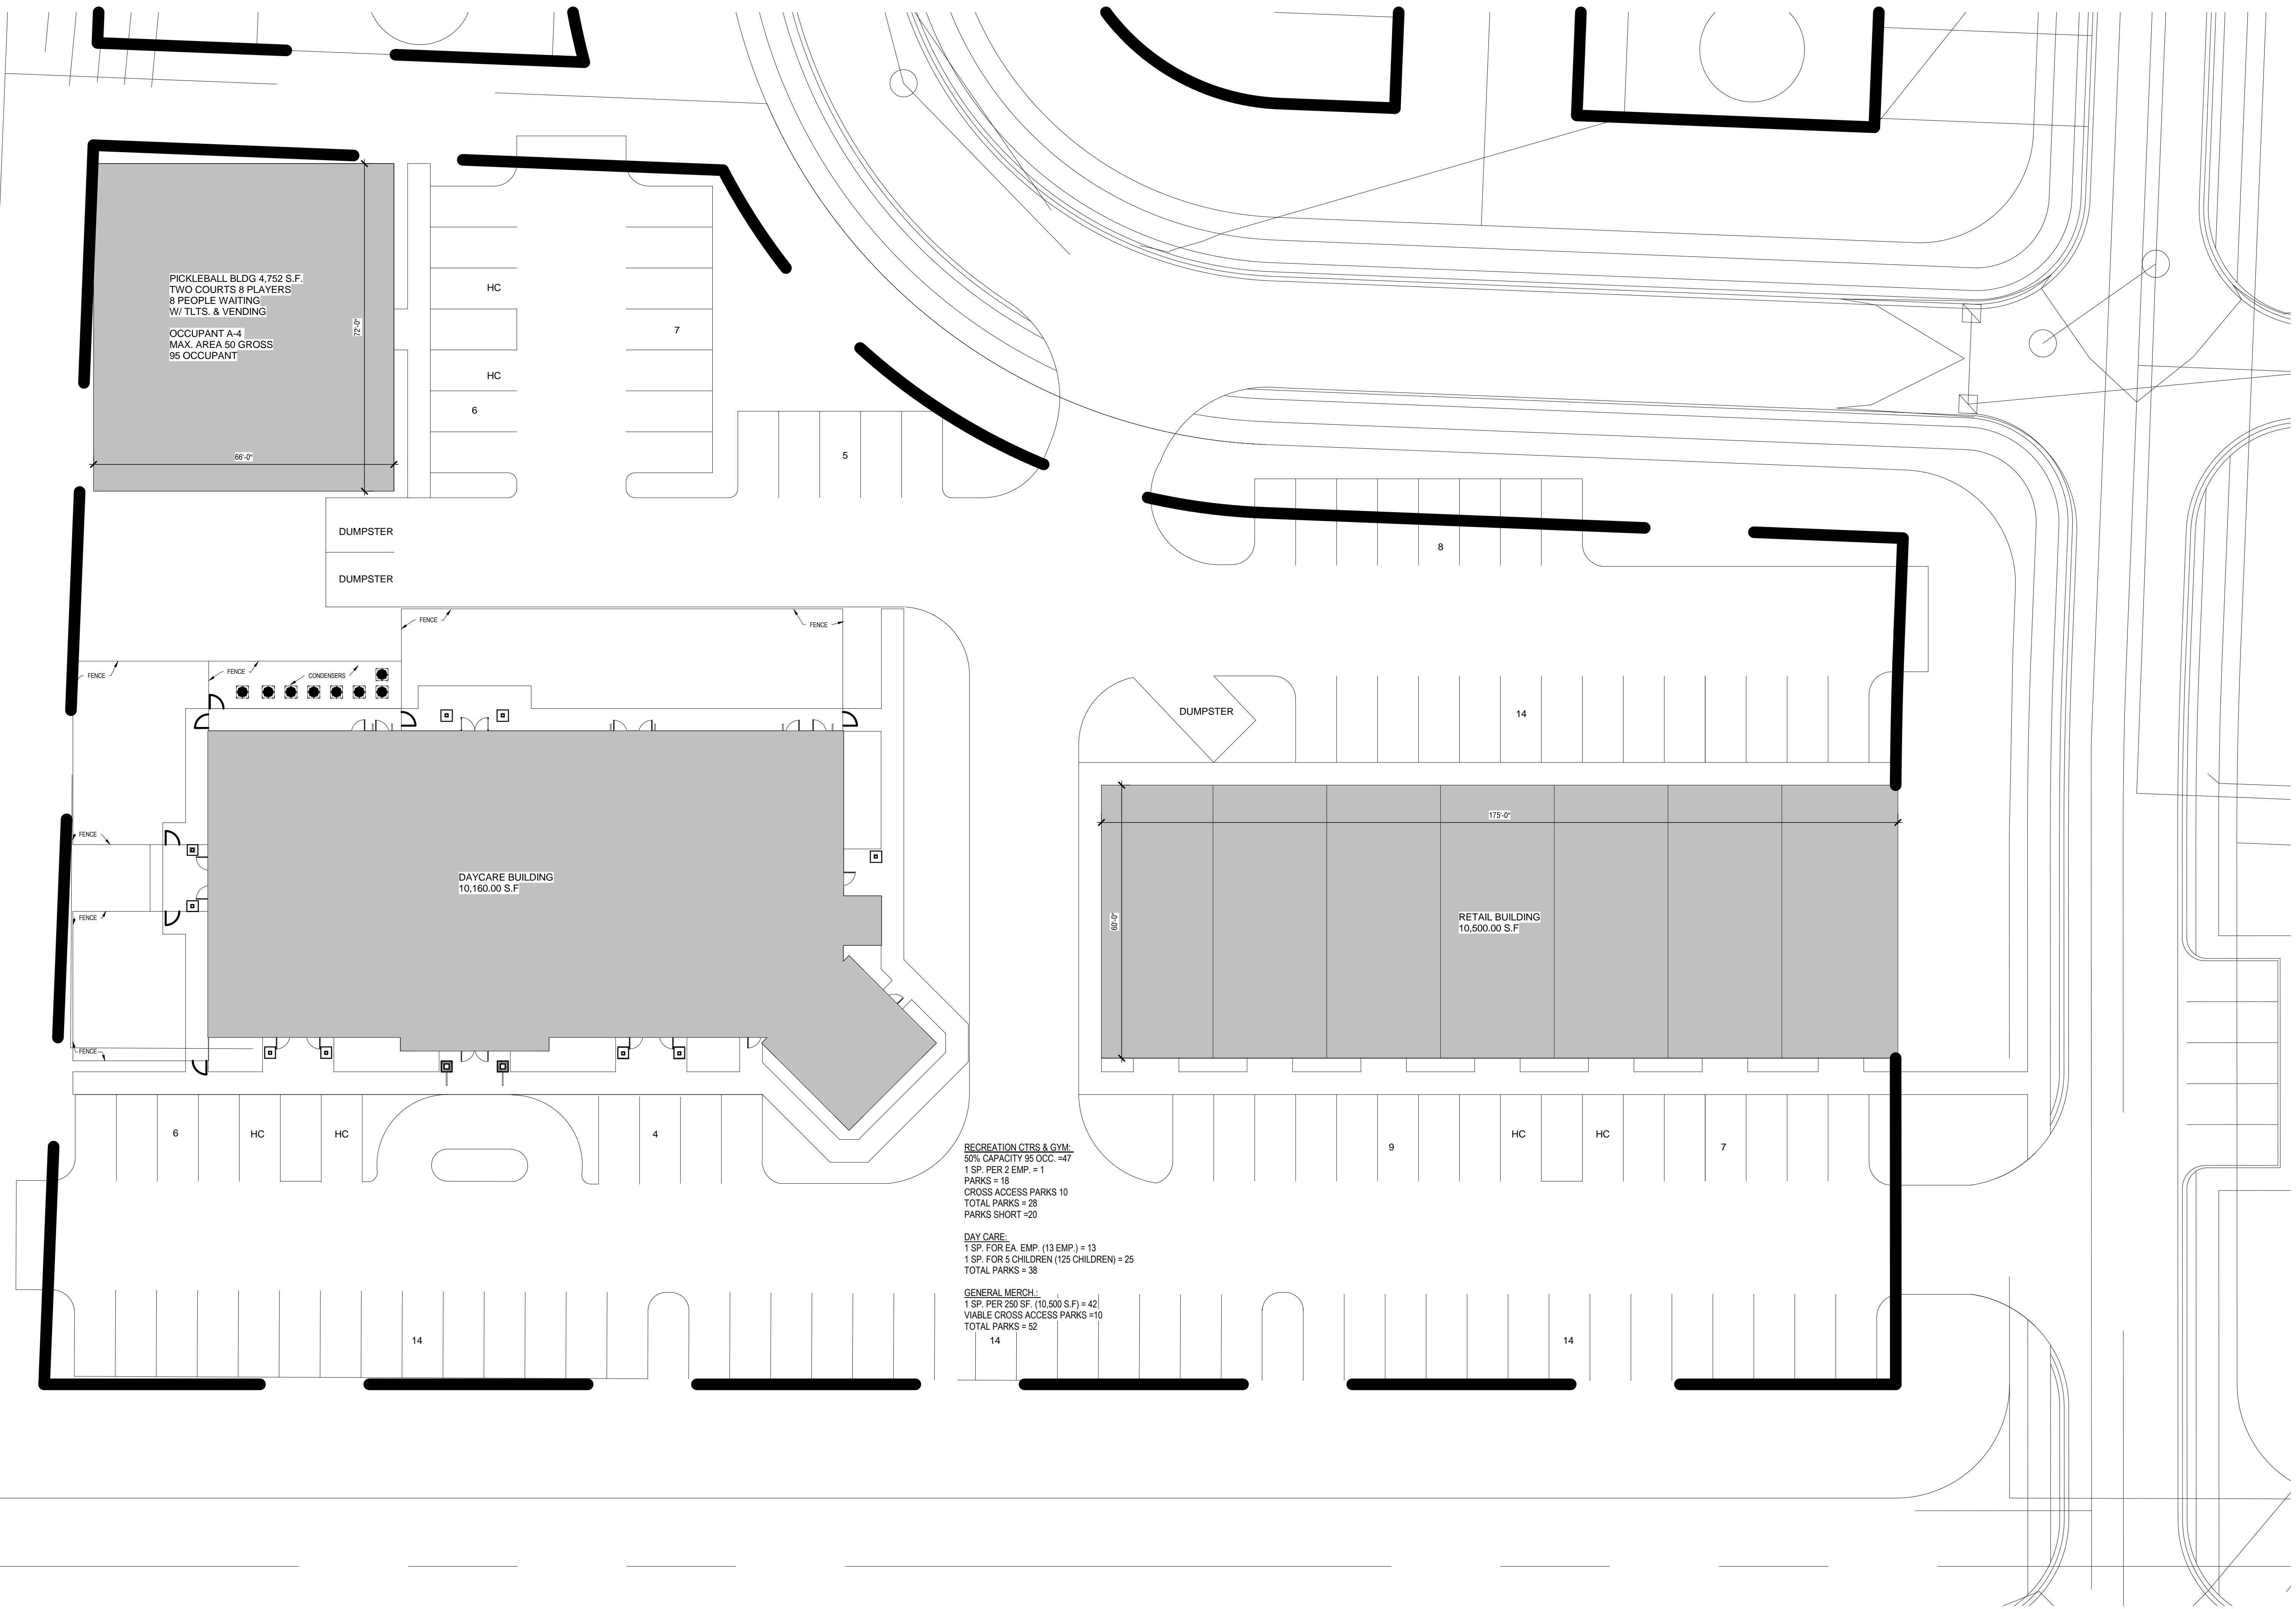 PICKLEBALL BLDG 4,752 S.F.
TWO COURTS 8 PLAYERS
8 PEOPLE WAITING
W/ TLTS. & VENDING
OCCUPANT A-4
MAX. AREA 50 GROSS
95 OCCUPANT
72'-0"
66'-0"
HC
7
HC
6
5
DUMPSTER
DUMPSTER
8
FENCE
FENCE
FENCE
FENCE
CONDENSERS
DUMPSTER
14
175'-0"
FENCE
DAYCARE BUILDING
10,160.00 S.F
60'-0"
RETAIL BUILDING
10,500.00 S.F
FENCE
FENCE
6
HC
HC
4
9
HC
HC
7
RECREATION CTRS & GYM:
50% CAPACITY 95 OCC. =47
1 SP. PER 2 EMP. = 1
PARKS = 18
CROSS ACCESS PARKS 10
TOTAL PARKS = 28
PARKS SHORT =20
DAY CARE:
1 SP. FOR EA. EMP. (13 EMP.) = 13
1 SP. FOR 5 CHILDREN (125 CHILDREN) = 25
TOTAL PARKS = 38
GENERAL MERCH.:
1 SP. PER 250 SF. (10,500 S.F) = 42
VIABLE CROSS ACCESS PARKS =10
TOTAL PARKS = 52
14
14
14